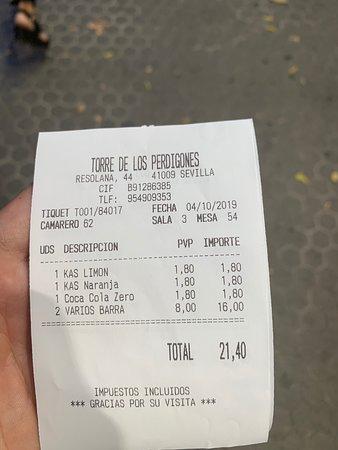 TORRE DE LOS PERDIGONES
RESOLANA, 44 41009 SEVILLA
CIF B91286385
TLF: 954909353
TIQUET T001/84017 FECHA 04/10/2019
CAMARERO 62 SALA 3 MESA 54
UDS DESCRIPCION PVP IMPORTE
1 KAS LIMON 1,80 1,80
1 KAS Naranja 1,80 1,80
1 Coca Cola Zero 1,80 1,80
2 VARIOS BARRA 8,00 16,00
TOTAL 21,40
IMPUESTOS INCLUIDOS
*** GRACIAS POR SU VISITA ***